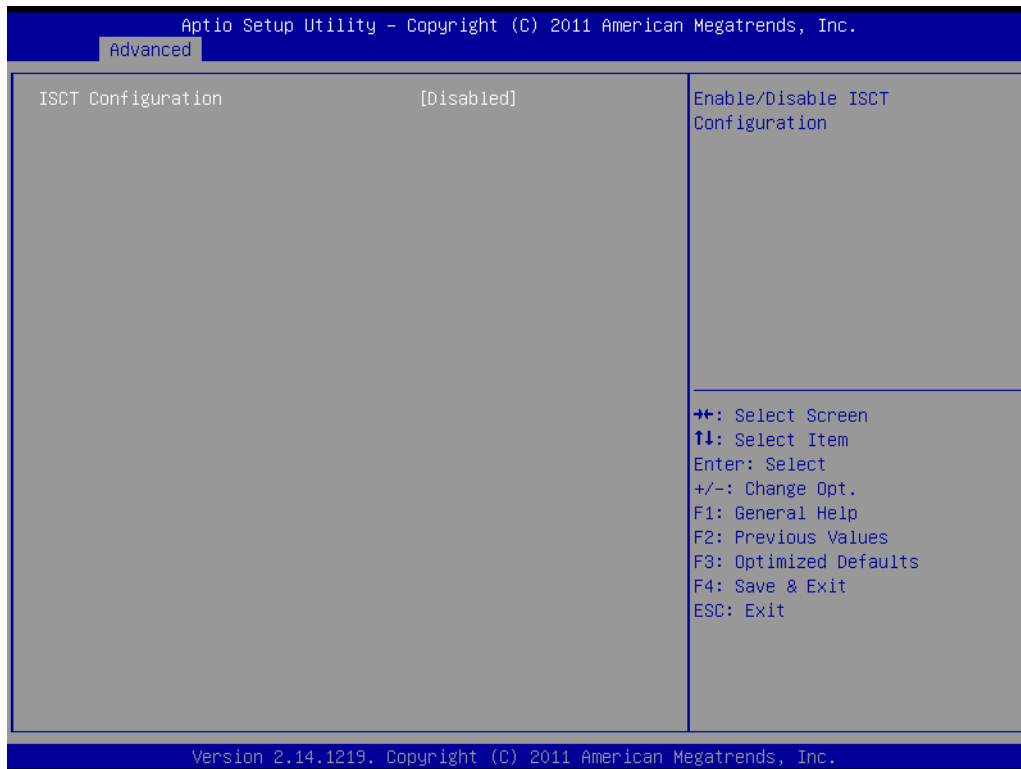 Aptio Setup Utility – Copyright (C) 2011 American Megatrends, Inc.
Advanced
ISCT Configuration [Disabled]
Enable/Disable ISCT
Configuration
→←: Select Screen
↑↓: Select Item
Enter: Select
+/-: Change Opt.
F1: General Help
F2: Previous Values
F3: Optimized Defaults
F4: Save & Exit
ESC: Exit
Version 2.14.1219. Copyright (C) 2011 American Megatrends, Inc.